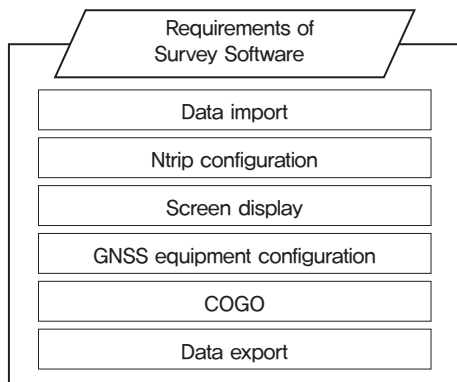 Requirements of
Survey Software
Data import
Ntrip configuration
Screen display
GNSS equipment configuration
COGO
Data export